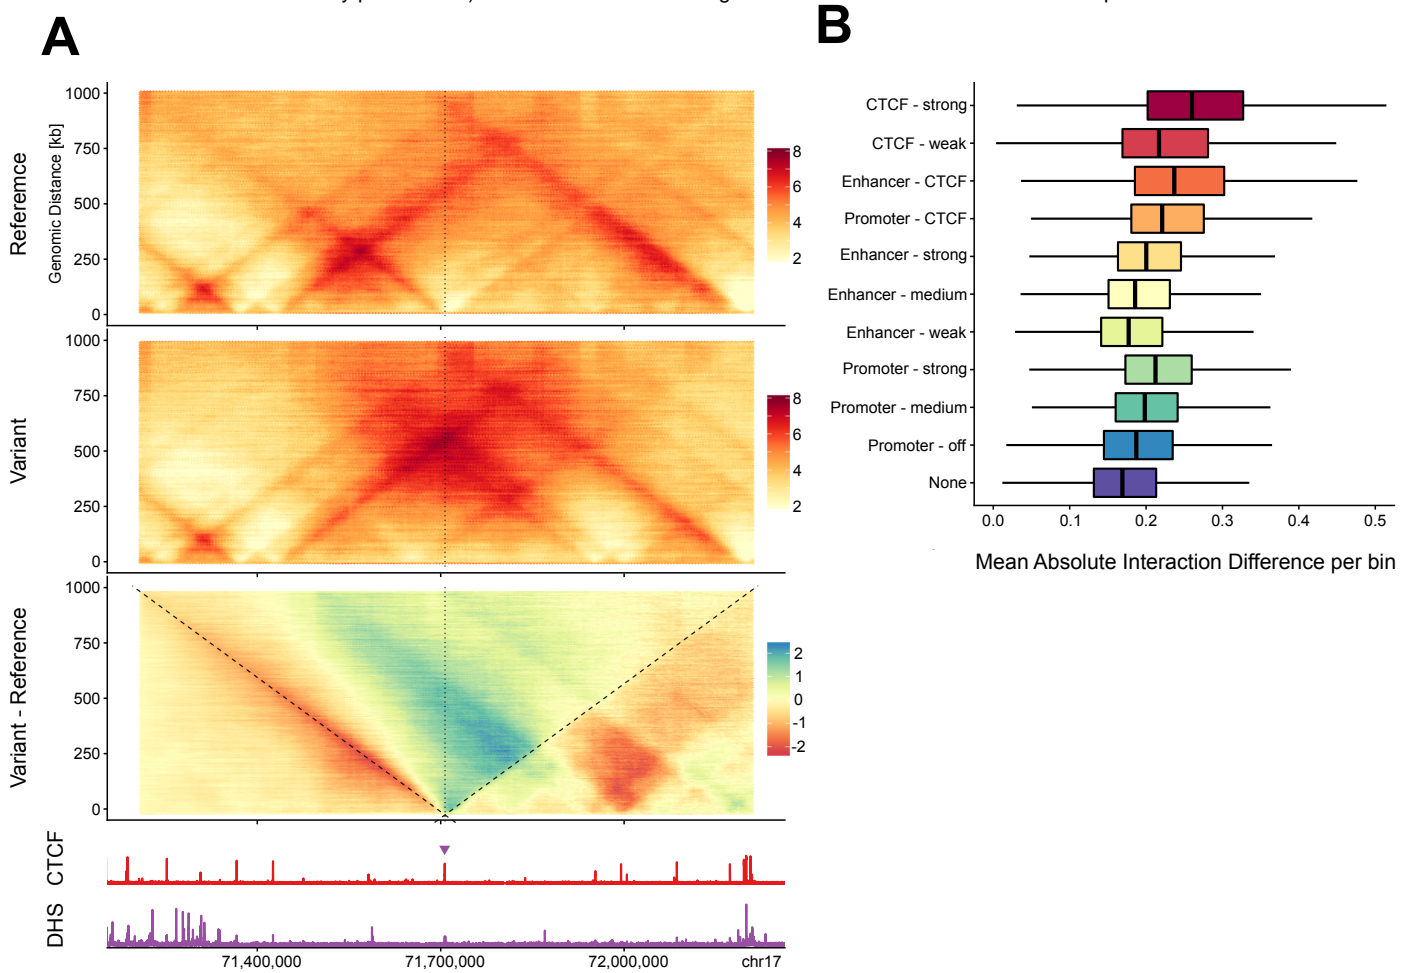 A
B
Referemce
Genomic Distance [kb]
1000
750
500
250
0
8
6
4
2
Variant
1000
750
500
250
0
8
6
4
2
Variant - Reference
1000
750
500
250
0
2
1
0
-1
-2
CTCF
DHS
71,400,000
71,700,000
72,000,000
chr17
CTCF - strong
CTCF - weak
Enhancer - CTCF
Promoter - CTCF
Enhancer - strong
Enhancer - medium
Enhancer - weak
Promoter - strong
Promoter - medium
Promoter - off
None
0.0
0.1
0.2
0.3
0.4
0.5
Mean Absolute Interaction Difference per bin